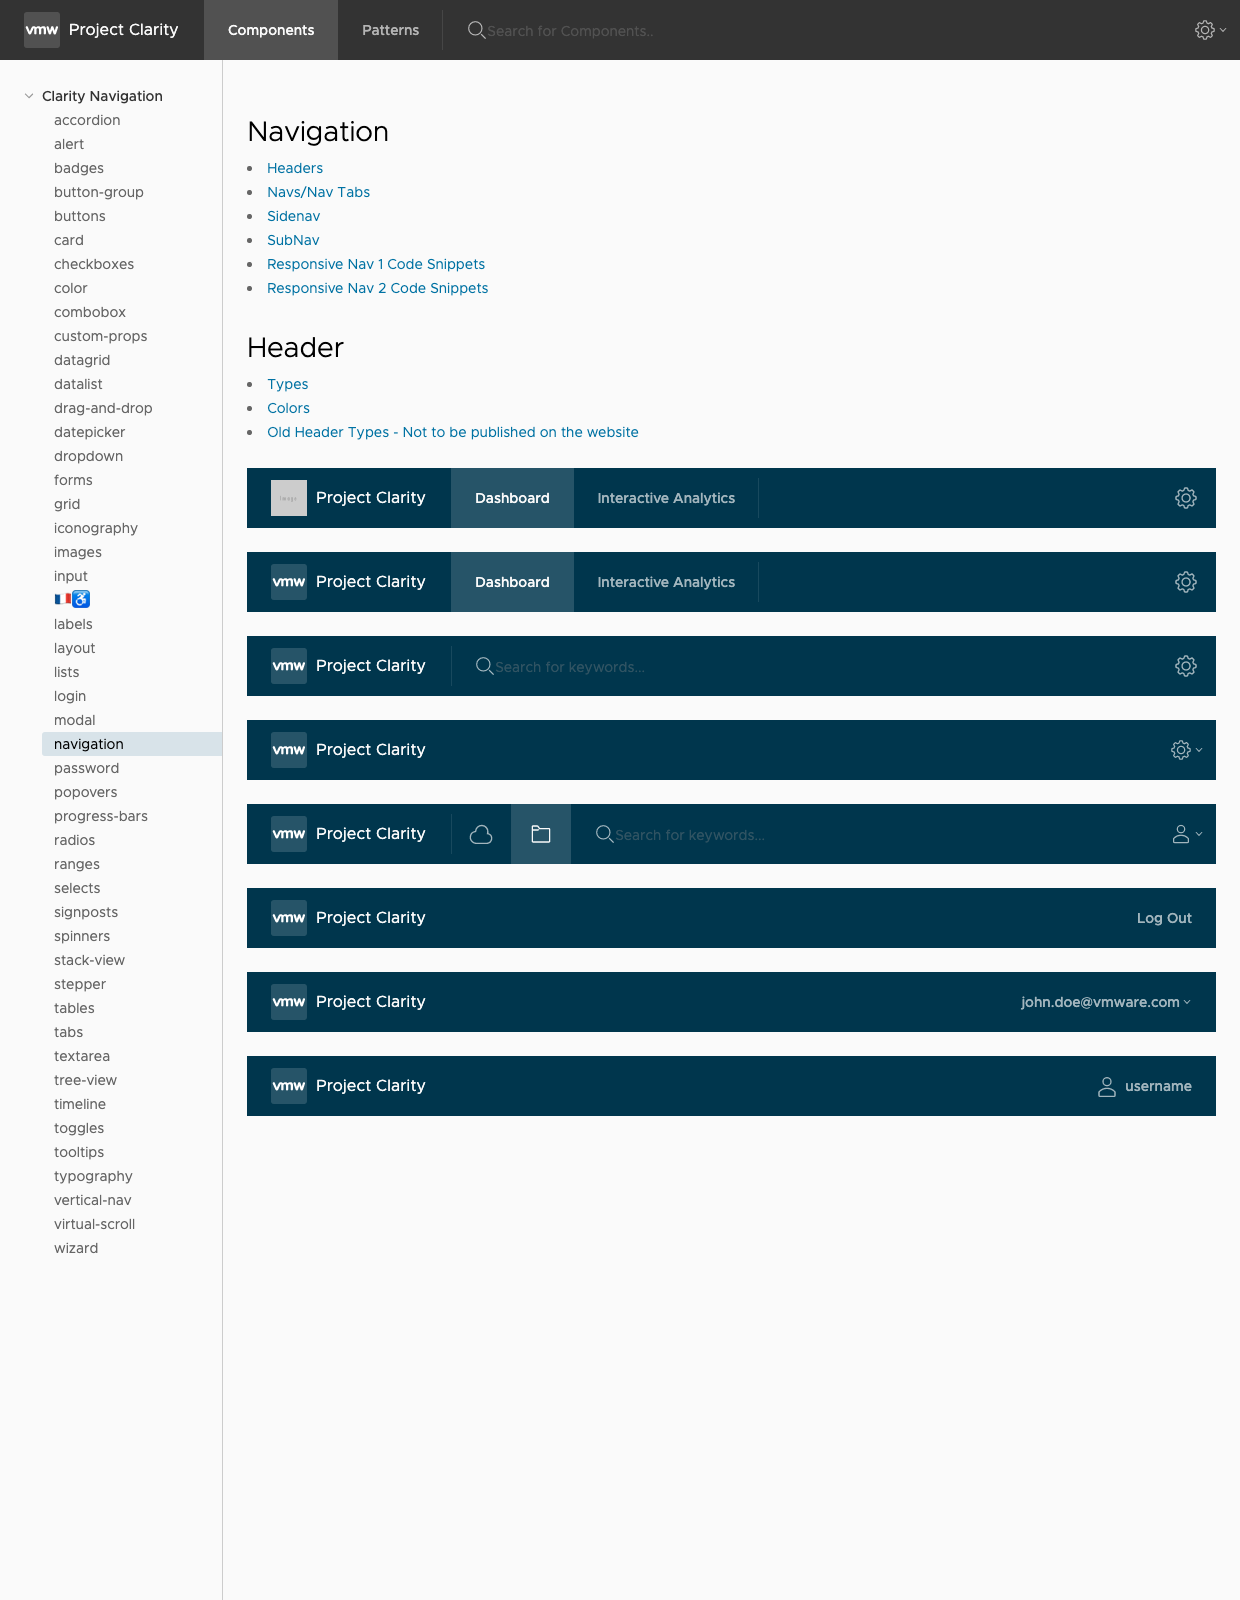 vmw Project Clarity Components Patterns Search for Components..
Clarity Navigation
accordion
alert
badges
button-group
buttons
card
checkboxes
color
combobox
custom-props
datagrid
datalist
drag-and-drop
datepicker
dropdown
forms
grid
iconography
images
input
🇫🇷♿
labels
layout
lists
login
modal
navigation
password
popovers
progress-bars
radios
ranges
selects
signposts
spinners
stack-view
stepper
tables
tabs
textarea
tree-view
timeline
toggles
tooltips
typography
vertical-nav
virtual-scroll
wizard
Navigation
Headers
Navs/Nav Tabs
Sidenav
SubNav
Responsive Nav 1 Code Snippets
Responsive Nav 2 Code Snippets
Header
Types
Colors
Old Header Types - Not to be published on the website
Image Project Clarity Dashboard Interactive Analytics
vmw Project Clarity Dashboard Interactive Analytics
vmw Project Clarity Search for keywords...
vmw Project Clarity
vmw Project Clarity Search for keywords...
vmw Project Clarity Log Out
vmw Project Clarity john.doe@vmware.com
vmw Project Clarity username